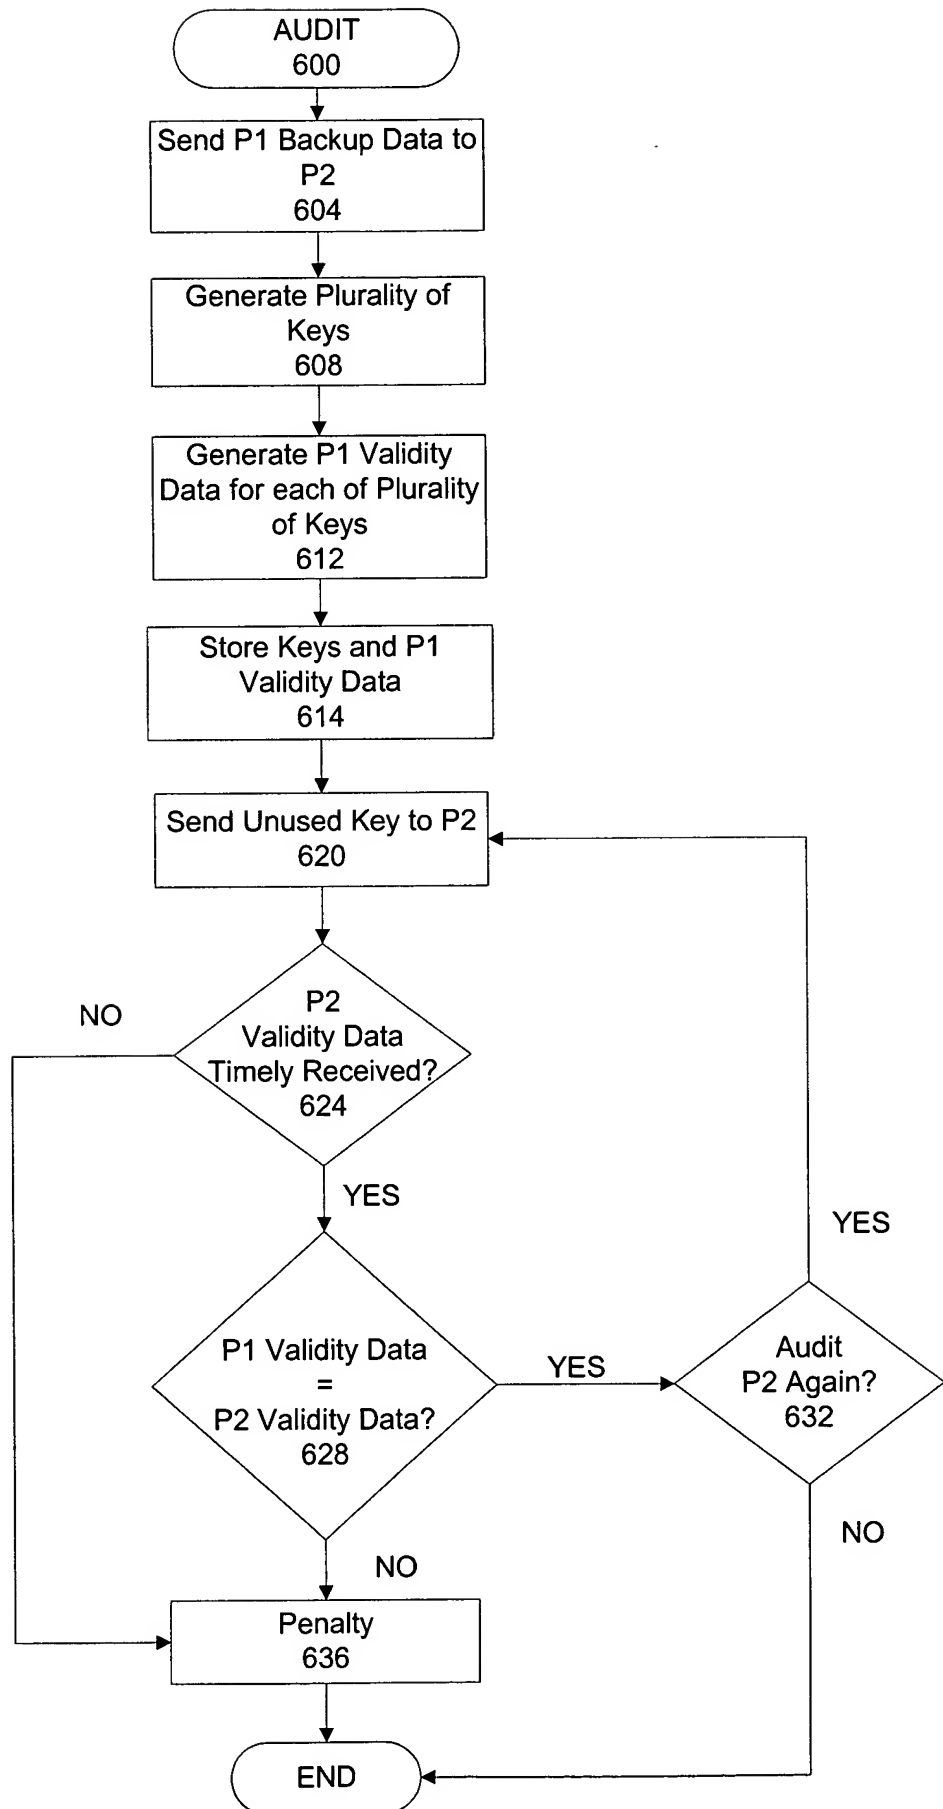 AUDIT
600
Send P1 Backup Data to
P2
604
Generate Plurality of
Keys
608
Generate P1 Validity
Data for each of Plurality
of Keys
612
Store Keys and P1
Validity Data
614
Send Unused Key to P2
620
P2
Validity Data
Timely Received?
624
NO
YES
P1 Validity Data
=
P2 Validity Data?
628
YES
NO
Audit
P2 Again?
632
YES
NO
Penalty
636
END